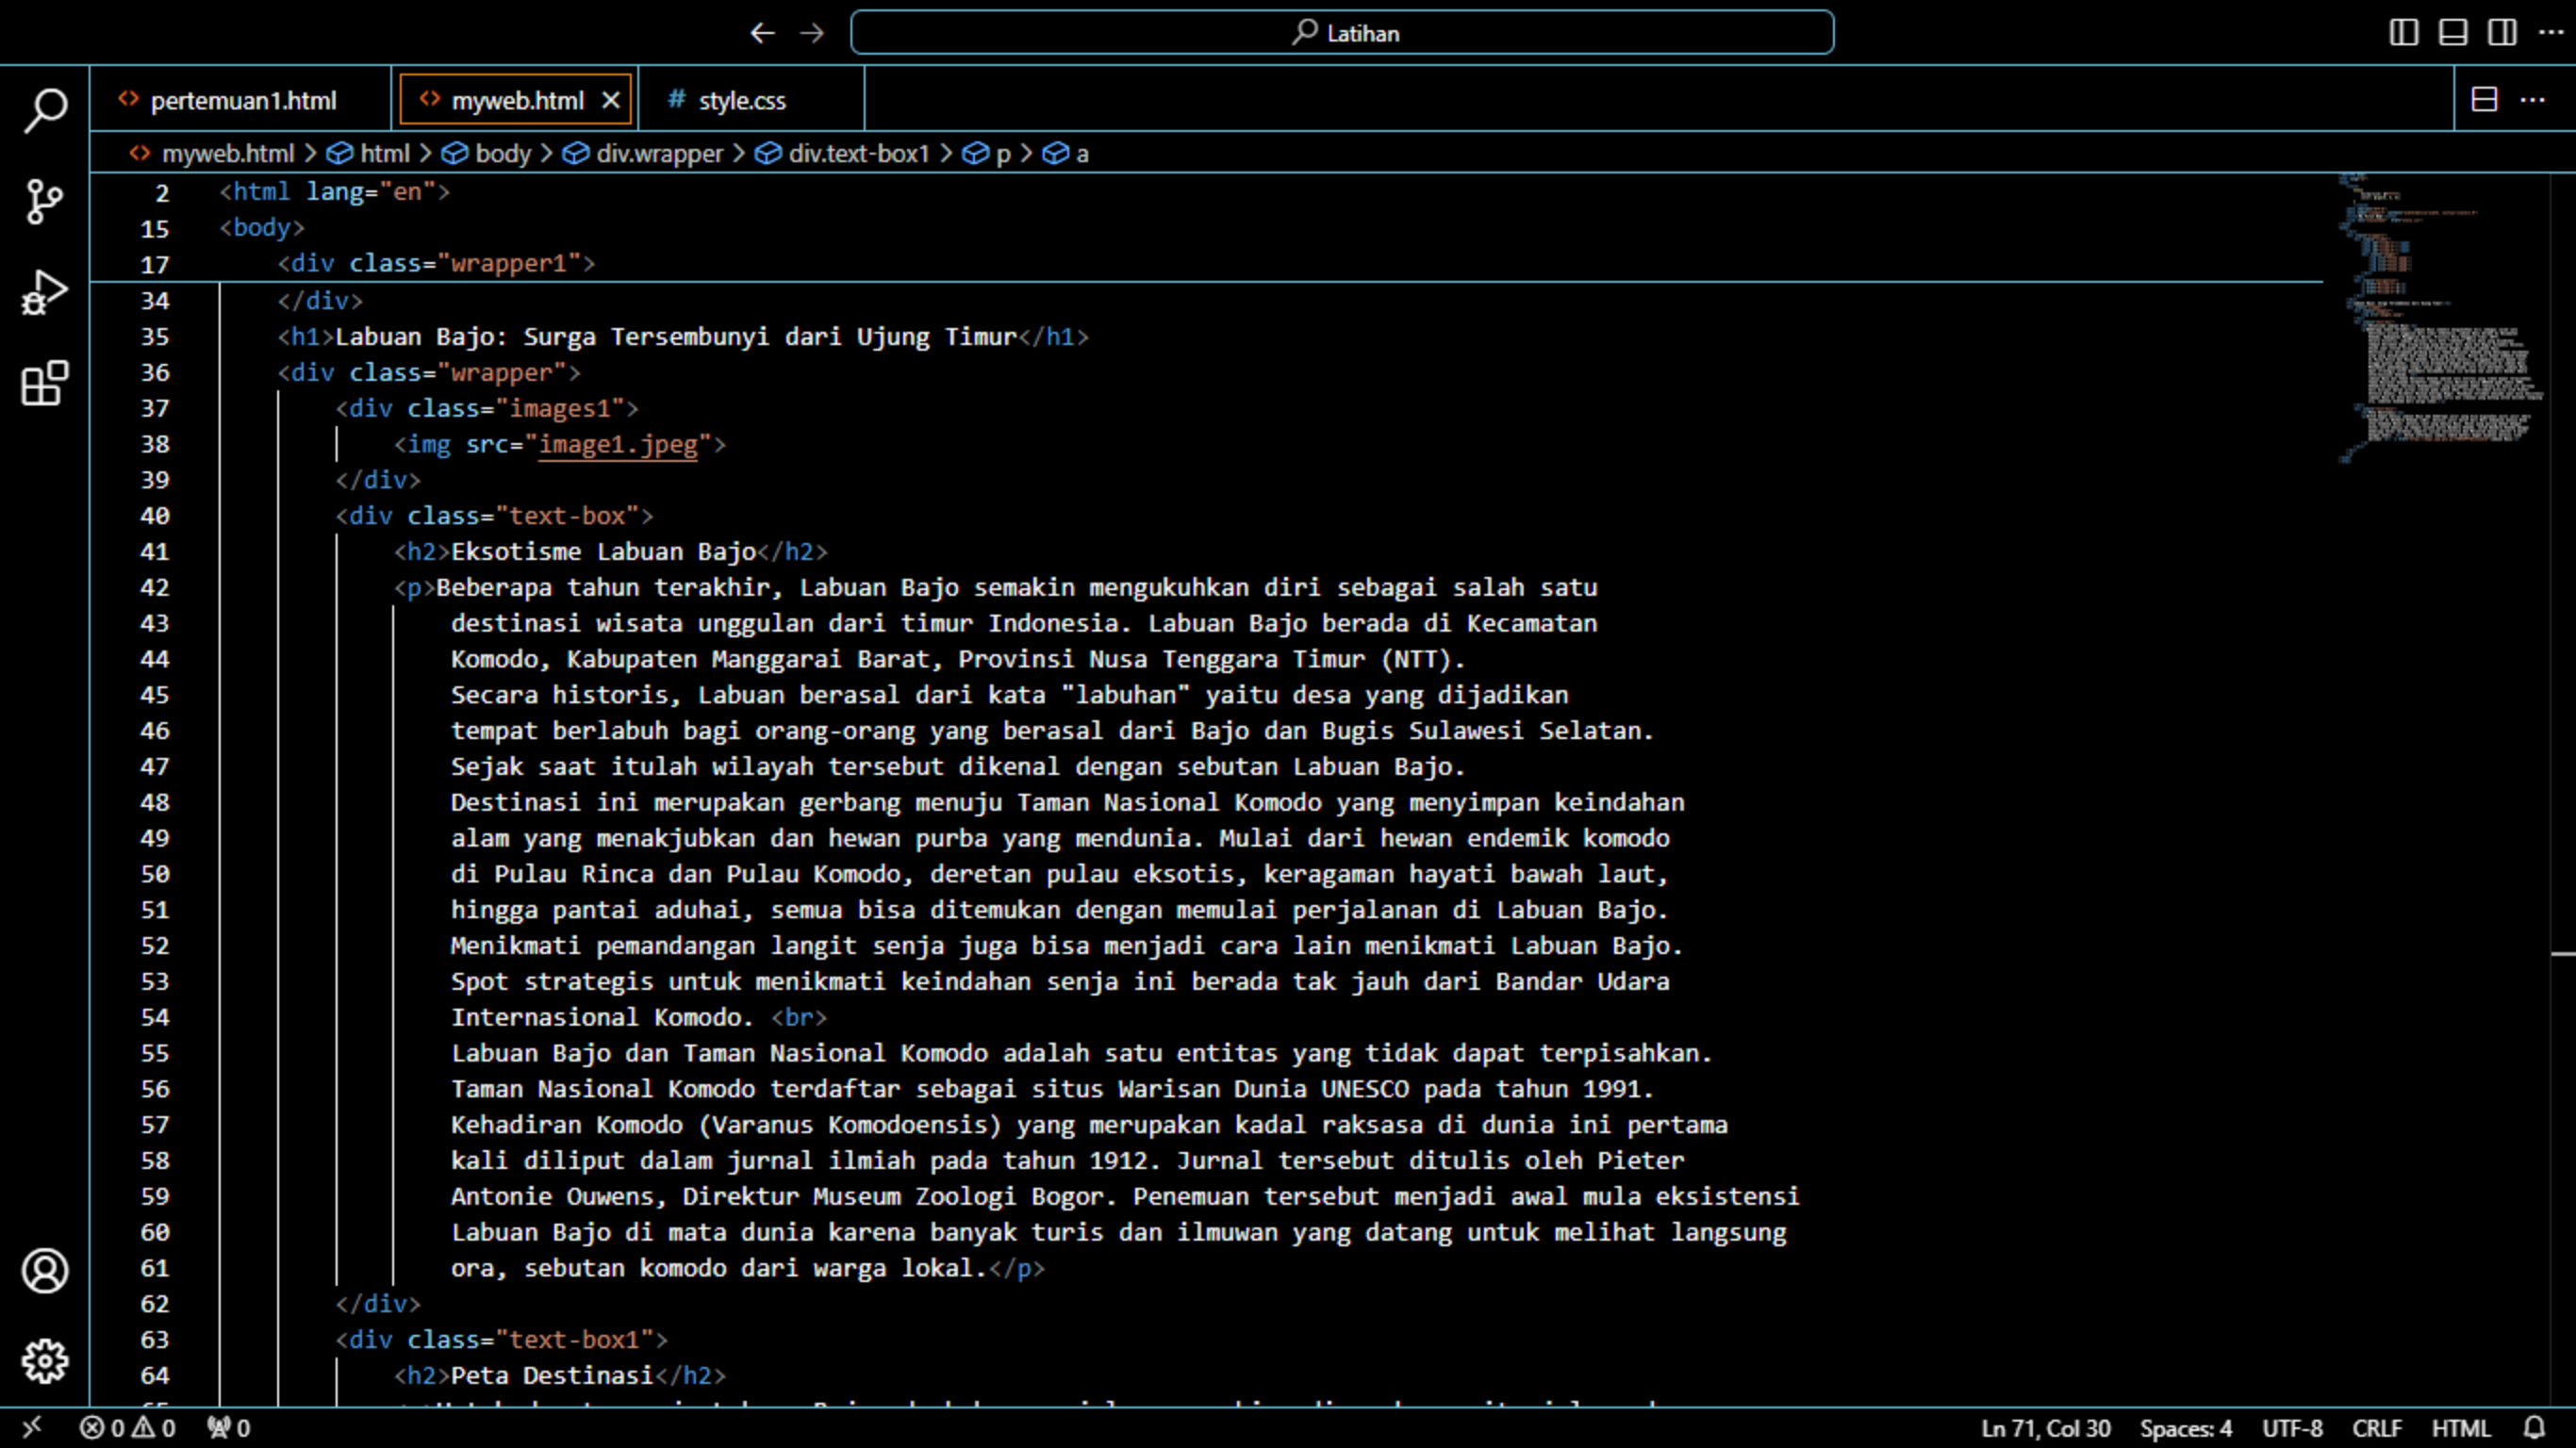 Latihan
pertemuan1.html
myweb.html
# style.css
myweb.html > html > body > div.wrapper > div.text-box1 > p > a
2 <html lang="en">
15 <body>
17 <div class="wrapper1">
34 </div>
35 <h1>Labuan Bajo: Surga Tersembunyi dari Ujung Timur</h1>
36 <div class="wrapper">
37 <div class="images1">
38 <img src="image1.jpeg">
39 </div>
40 <div class="text-box">
41 <h2>Eksotisme Labuan Bajo</h2>
42 <p>Beberapa tahun terakhir, Labuan Bajo semakin mengukuhkan diri sebagai salah satu
43 destinasi wisata unggulan dari timur Indonesia. Labuan Bajo berada di Kecamatan
44 Komodo, Kabupaten Manggarai Barat, Provinsi Nusa Tenggara Timur (NTT).
45 Secara historis, Labuan berasal dari kata "labuhan" yaitu desa yang dijadikan
46 tempat berlabuh bagi orang-orang yang berasal dari Bajo dan Bugis Sulawesi Selatan.
47 Sejak saat itulah wilayah tersebut dikenal dengan sebutan Labuan Bajo.
48 Destinasi ini merupakan gerbang menuju Taman Nasional Komodo yang menyimpan keindahan
49 alam yang menakjubkan dan hewan purba yang mendunia. Mulai dari hewan endemik komodo
50 di Pulau Rinca dan Pulau Komodo, deretan pulau eksotis, keragaman hayati bawah laut,
51 hingga pantai aduhai, semua bisa ditemukan dengan memulai perjalanan di Labuan Bajo.
52 Menikmati pemandangan langit senja juga bisa menjadi cara lain menikmati Labuan Bajo.
53 Spot strategis untuk menikmati keindahan senja ini berada tak jauh dari Bandar Udara
54 Internasional Komodo. <br>
55 Labuan Bajo dan Taman Nasional Komodo adalah satu entitas yang tidak dapat terpisahkan.
56 Taman Nasional Komodo terdaftar sebagai situs Warisan Dunia UNESCO pada tahun 1991.
57 Kehadiran Komodo (Varanus Komodoensis) yang merupakan kadal raksasa di dunia ini pertama
58 kali diliput dalam jurnal ilmiah pada tahun 1912. Jurnal tersebut ditulis oleh Pieter
59 Antonie Ouwens, Direktur Museum Zoologi Bogor. Penemuan tersebut menjadi awal mula eksistensi
60 Labuan Bajo di mata dunia karena banyak turis dan ilmuwan yang datang untuk melihat langsung
61 ora, sebutan komodo dari warga lokal.</p>
62 </div>
63 <div class="text-box1">
64 <h2>Peta Destinasi</h2>
0 0 0
Ln 71, Col 30 Spaces: 4 UTF-8 CRLF HTML